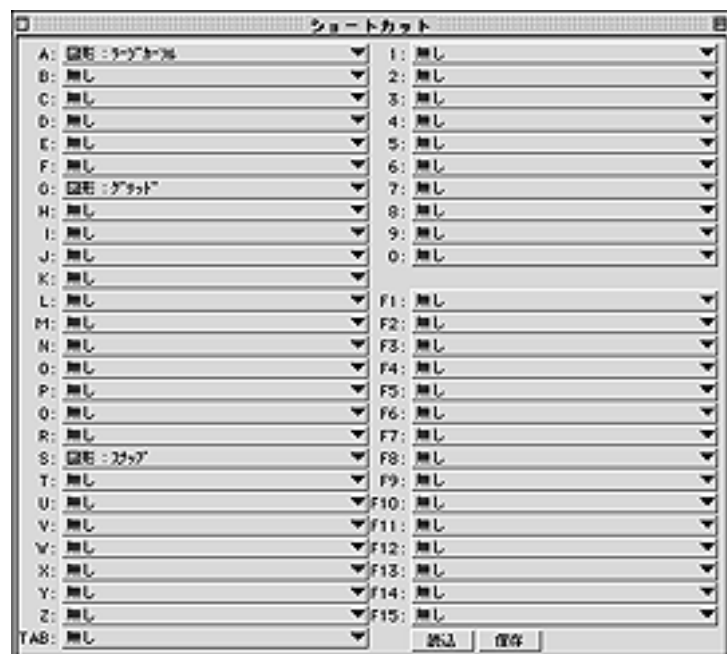 ショートカット
A: 図形：ﾗｰｼﾞｶｰｿﾙ
B: 無し
C: 無し
D: 無し
E: 無し
F: 無し
G: 図形：ｸﾞﾘｯﾄﾞ
H: 無し
I: 無し
J: 無し
K: 無し
L: 無し
M: 無し
N: 無し
O: 無し
P: 無し
Q: 無し
R: 無し
S: 図形：ｽﾅｯﾌﾟ
T: 無し
U: 無し
V: 無し
W: 無し
X: 無し
Y: 無し
Z: 無し
TAB: 無し
1: 無し
2: 無し
3: 無し
4: 無し
5: 無し
6: 無し
7: 無し
8: 無し
9: 無し
0: 無し
F1: 無し
F2: 無し
F3: 無し
F4: 無し
F5: 無し
F6: 無し
F7: 無し
F8: 無し
F9: 無し
F10: 無し
F11: 無し
F12: 無し
F13: 無し
F14: 無し
F15: 無し
読込
保存